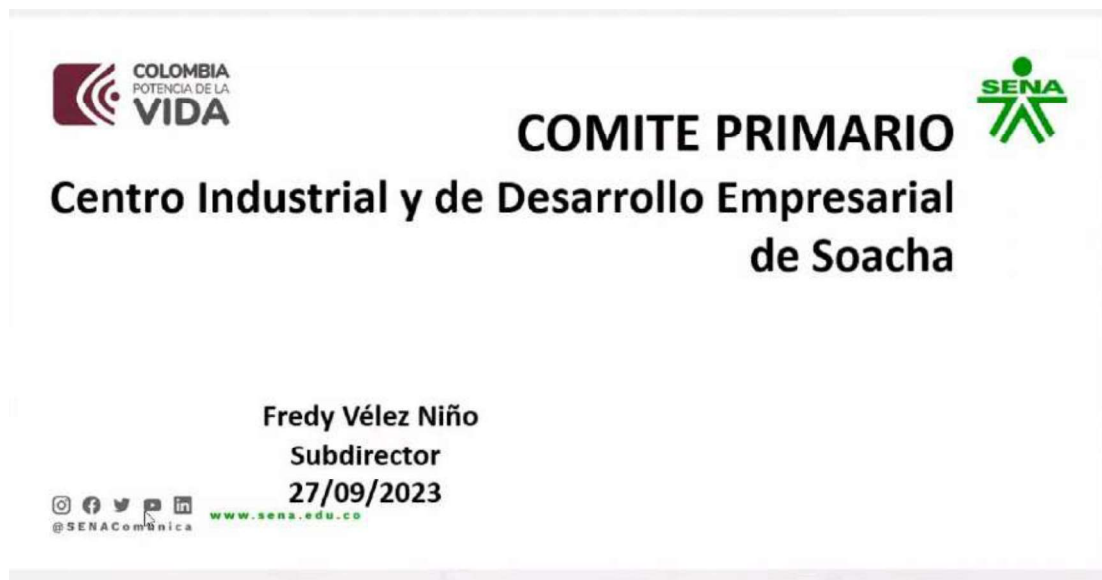 COLOMBIA
POTENCIA DE LA
VIDA
SENA
COMITE PRIMARIO
Centro Industrial y de Desarrollo Empresarial
de Soacha
Fredy Vélez Niño
Subdirector
27/09/2023
@SENAComunica
www.sena.edu.co